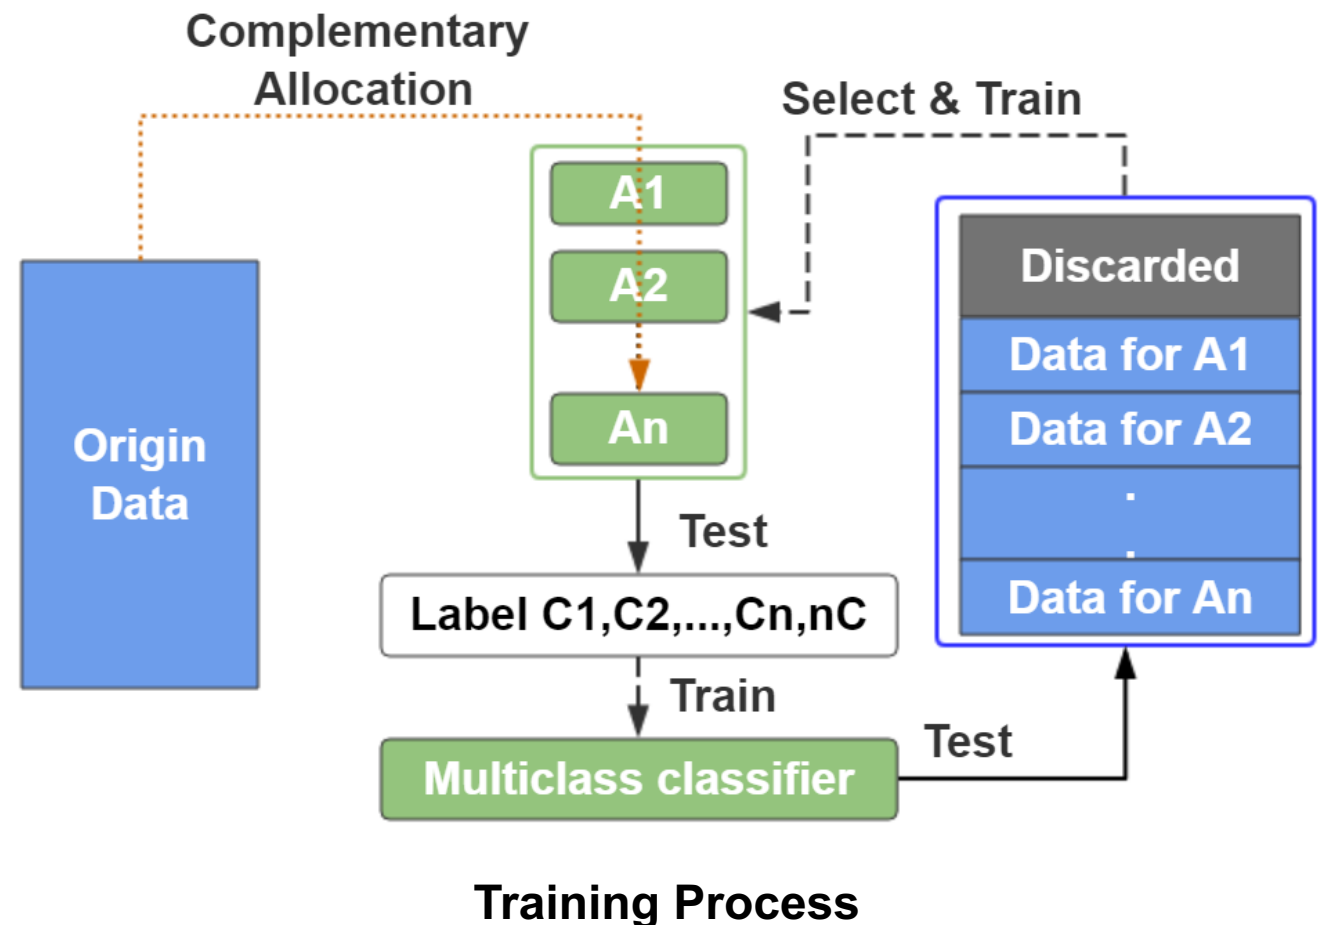 Complementary
Allocation
Select & Train
A1
A2
An
Origin
Data
Discarded
Data for A1
Data for A2
.
.
Data for An
Test
Label C1,C2,...,Cn,nC
Train
Multiclass classifier
Test
Training Process